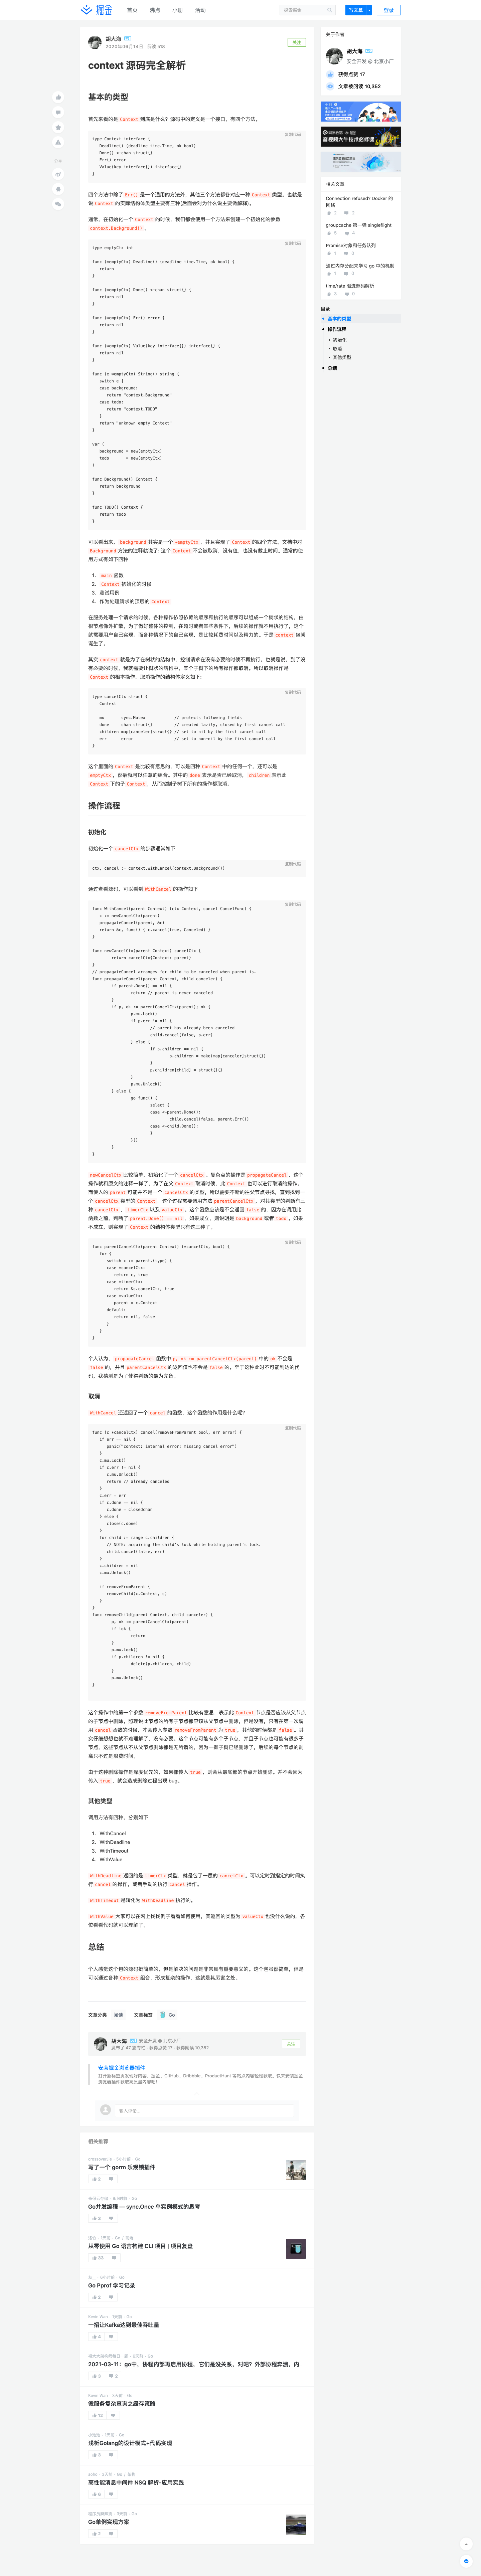 掘金
首页
沸点
小册
活动
探索掘金
写文章
登录
胡大海
2020年06月14日 阅读 516
关注
context 源码完全解析
基本的类型
首先来看的是 Context 到底是什么？源码中的定义是一个接口，有四个方法。
复制代码
type Context interface {
Deadline() (deadline time.Time, ok bool)
Done() <-chan struct{}
Err() error
Value(key interface{}) interface{}
}
四个方法中除了 Err() 是一个通用的方法外，其他三个方法都各对应一种 Context 类型。也就是
说 Context 的实际结构体类型主要有三种(后面会说为什么说主要做解释)。
通常，在初始化一个 Context 的时候，我们都会使用一个方法来创建一个初始化的参数
context.Background() 。
复制代码
type emptyCtx int
func (*emptyCtx) Deadline() (deadline time.Time, ok bool) {
return
}
func (*emptyCtx) Done() <-chan struct{} {
return nil
}
func (*emptyCtx) Err() error {
return nil
}
func (*emptyCtx) Value(key interface{}) interface{} {
return nil
}
func (e *emptyCtx) String() string {
switch e {
case background:
return "context.Background"
case todo:
return "context.TODO"
}
return "unknown empty Context"
}
var (
background = new(emptyCtx)
todo = new(emptyCtx)
)
func Background() Context {
return background
}
func TODO() Context {
return todo
}
可以看出来， background 其实是一个 *emptyCtx ，并且实现了 Context 的四个方法。文档中对
Background 方法的注释就说了: 这个 Context 不会被取消，没有值，也没有截止时间。通常的使
用方式有如下四种
1. main 函数
2. Context 初始化的时候
3. 测试用例
4. 作为处理请求的顶层的 Context
在服务处理一个请求的时候，各种操作依照依赖的顺序和执行的顺序可以组成一个树状的结构，由
根节点像外扩散。为了做好整体的控制，在超时或者某些条件下，后续的操作就不用再执行了，这个
就需要用户自己实现，而各种情况下的自己实现，是比较耗费时间以及精力的。于是 context 包就
诞生了。
其实 context 就是为了在树状的结构中，控制请求在没有必要的时候不再执行。也就是说，到了没
有必要的时候，我就需要让树状的结构中，某个子树下的所有操作都取消，所以取消操作是
Context 的根本操作。取消操作的结构体定义如下:
复制代码
type cancelCtx struct {
Context
mu sync.Mutex // protects following fields
done chan struct{} // created lazily, closed by first cancel call
children map[canceler]struct{} // set to nil by the first cancel call
err error // set to non-nil by the first cancel call
}
这个里面的 Context 是比较有意思的，可以是四种 Context 中的任何一个，还可以是
emptyCtx ，然后就可以任意的组合。其中的 done 表示是否已经取消， children 表示此
Context 下的子 Context ，从而控制子树下所有的操作都取消。
操作流程
初始化
初始化一个 cancelCtx 的步骤通常如下
复制代码
ctx, cancel := context.WithCancel(context.Background())
通过查看源码，可以看到 WithCancel 的操作如下
复制代码
func WithCancel(parent Context) (ctx Context, cancel CancelFunc) {
c := newCancelCtx(parent)
propagateCancel(parent, &c)
return &c, func() { c.cancel(true, Canceled) }
}
func newCancelCtx(parent Context) cancelCtx {
return cancelCtx{Context: parent}
}
// propagateCancel arranges for child to be canceled when parent is.
func propagateCancel(parent Context, child canceler) {
if parent.Done() == nil {
return // parent is never canceled
}
if p, ok := parentCancelCtx(parent); ok {
p.mu.Lock()
if p.err != nil {
// parent has already been canceled
child.cancel(false, p.err)
} else {
if p.children == nil {
p.children = make(map[canceler]struct{})
}
p.children[child] = struct{}{}
}
p.mu.Unlock()
} else {
go func() {
select {
case <-parent.Done():
child.cancel(false, parent.Err())
case <-child.Done():
}
}()
}
}
newCancelCtx 比较简单，初始化了一个 cancelCtx 。复杂点的操作是 propagateCancel ，这个
操作就和原文的注释一样了，为了在父 Context 取消时候，此 Context 也可以进行取消的操作。
而传入的 parent 可能并不是一个 cancelCtx 的类型，所以需要不断的往父节点寻找，直到找到一
个 cancelCtx 类型的 Context ，这个过程需要调用方法 parentCancelCtx ，对其类型的判断有三
种 cancelCtx ， timerCtx 以及 valueCtx 。这个函数应该是不会返回 false 的。因为在调用此
函数之前，判断了 parent.Done() == nil ，如果成立，则说明是 background 或者 todo 。如果
不成立，则实现了 Context 的结构体类型只有这三种了。
复制代码
func parentCancelCtx(parent Context) (*cancelCtx, bool) {
for {
switch c := parent.(type) {
case *cancelCtx:
return c, true
case *timerCtx:
return &c.cancelCtx, true
case *valueCtx:
parent = c.Context
default:
return nil, false
}
}
}
个人认为， propagateCancel 函数中 p, ok := parentCancelCtx(parent) 中的 ok 不会是
false 的，并且 parentCancelCtx 的返回值也不会是 false 的。至于这种此时不可能到达的代
码，我猜测是为了使得判断的最为完备。
取消
WithCancel 还返回了一个 cancel 的函数，这个函数的作用是什么呢?
复制代码
func (c *cancelCtx) cancel(removeFromParent bool, err error) {
if err == nil {
panic("context: internal error: missing cancel error")
}
c.mu.Lock()
if c.err != nil {
c.mu.Unlock()
return // already canceled
}
c.err = err
if c.done == nil {
c.done = closedchan
} else {
close(c.done)
}
for child := range c.children {
// NOTE: acquiring the child's lock while holding parent's lock.
child.cancel(false, err)
}
c.children = nil
c.mu.Unlock()
if removeFromParent {
removeChild(c.Context, c)
}
}
func removeChild(parent Context, child canceler) {
p, ok := parentCancelCtx(parent)
if !ok {
return
}
p.mu.Lock()
if p.children != nil {
delete(p.children, child)
}
p.mu.Unlock()
}
这个操作中的第一个参数 removeFromParent 比较有意思，表示此 Context 节点是否应该从父节点
的子节点中删除。照理说此节点的所有子节点都应该从父节点中删除，但是没有，只有在第一次调
用 cancel 函数的时候，才会传入参数 removeFromParent 为 true ，其他的时候都是 false 。其
实仔细想想也就不难理解了，没有必要。这个节点可能有多个子节点，并且子节点也可能有很多子
节点，这些节点从不从父节点删除都是无所谓的，因为一颗子树已经删除了，后续的每个节点的剥
离只不过是浪费时间。
由于这种删除操作是深层优先的，如果都传入 true ，则会从最底部的节点开始删除。并不会因为
传入 true ，就会造成删除过程出现 bug。
其他类型
调用方法有四种，分别如下
1. WithCancel
2. WithDeadline
3. WithTimeout
4. WithValue
WithDeadline 返回的是 timerCtx 类型，就是包了一层的 cancelCtx 。可以定时到指定的时间执
行 cancel 的操作，或者手动的执行 cancel 操作。
WithTimeout 是转化为 WithDeadline 执行的。
WithValue 大家可以在网上找找例子看看如何使用，其返回的类型为 valueCtx 也没什么说的，各
位看看代码就可以理解了。
总结
个人感觉这个包的源码挺简单的，但是解决的问题是非常具有重要意义的。这个包虽然简单，但是
可以通过各种 Context 组合，形成复杂的操作，这就是其厉害之处。
文章分类 阅读 文章标签 Go
胡大海 安全开发 @ 北京小厂
发布了 47 篇专栏 · 获得点赞 17 · 获得阅读 10,352
关注
安装掘金浏览器插件
打开新标签页发现好内容，掘金、GitHub、Dribbble、ProductHunt 等站点内容轻松获取。快来安装掘金
浏览器插件获取高质量内容吧！
输入评论...
相关推荐
写了一个 gorm 乐观锁插件
2
Go并发编程 — sync.Once 单实例模式的思考
3
从零使用 Go 语言构建 CLI 项目 | 项目复盘
Go Pprof 学习记录
2
一招让Kafka达到最佳吞吐量
4
2021-03-11：go中，协程内部再启用协程，它们是没关系，对吧？外部协程奔溃，内...
微服务复杂查询之缓存策略
12
浅析Golang的设计模式+代码实现
3
高性能消息中间件 NSQ 解析-应用实践
6
Go单例实现方案
2
分享
关于作者
胡大海
安全开发 @ 北京小厂
获得点赞 17
文章被阅读 10,352
相关文章
Connection refused? Docker 的
网络
2 2
groupcache 第一弹 singleflight
0 4
Promise对象和任务队列
1 0
通过内存分配来学习 go 中的机制
1 0
time/rate 限流源码解析
3 0
目录
基本的类型
操作流程
初始化
取消
其他类型
总结